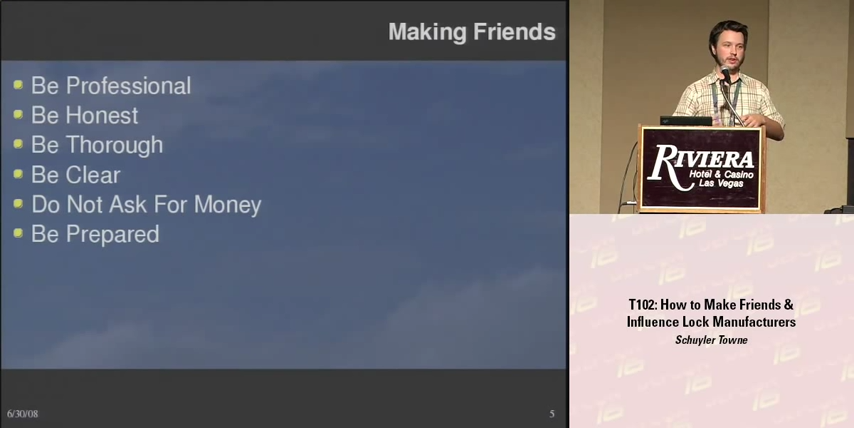 Making Friends
Be Professional
Be Honest
Be Thorough
Be Clear
Do Not Ask For Money
Be Prepared
6/30/08
5
RIVIERA
Hotel & Casino
Las Vegas
T102: How to Make Friends &
Influence Lock Manufacturers
Schuyler Towne